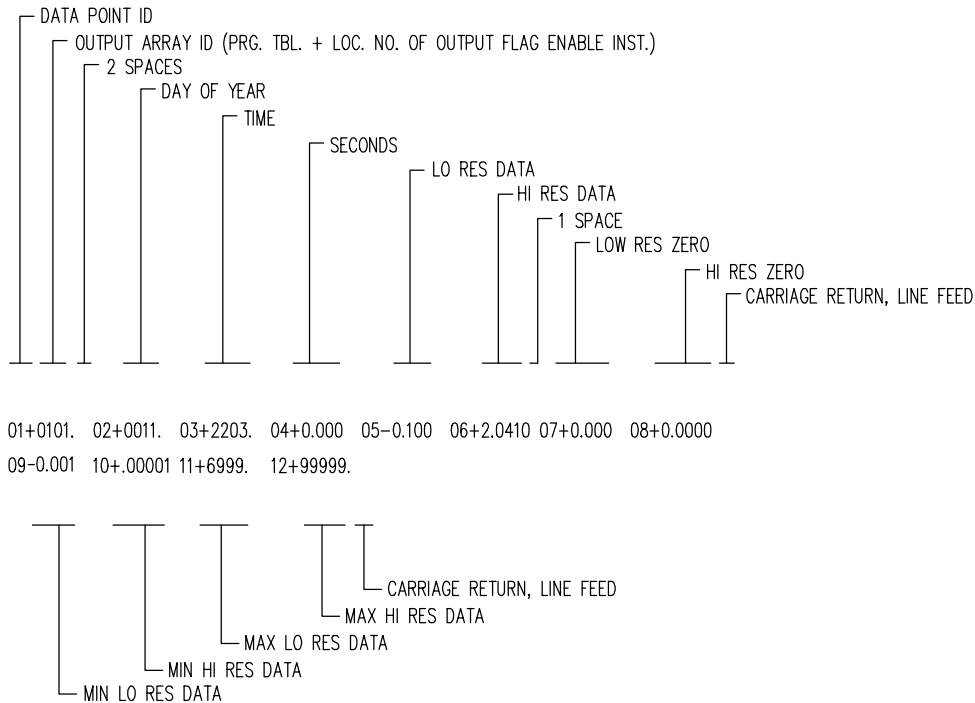 DATA POINT ID
OUTPUT ARRAY ID (PRG. TBL. + LOC. NO. OF OUTPUT FLAG ENABLE INST.)
2 SPACES
DAY OF YEAR
TIME
SECONDS
LO RES DATA
HI RES DATA
1 SPACE
LOW RES ZERO
HI RES ZERO
CARRIAGE RETURN, LINE FEED
01+0101. 02+0011. 03+2203. 04+0.000 05-0.100 06+2.0410 07+0.000 08+0.0000
09-0.001 10+.00001 11+6999. 12+99999.
CARRIAGE RETURN, LINE FEED
MAX HI RES DATA
MAX LO RES DATA
MIN HI RES DATA
MIN LO RES DATA